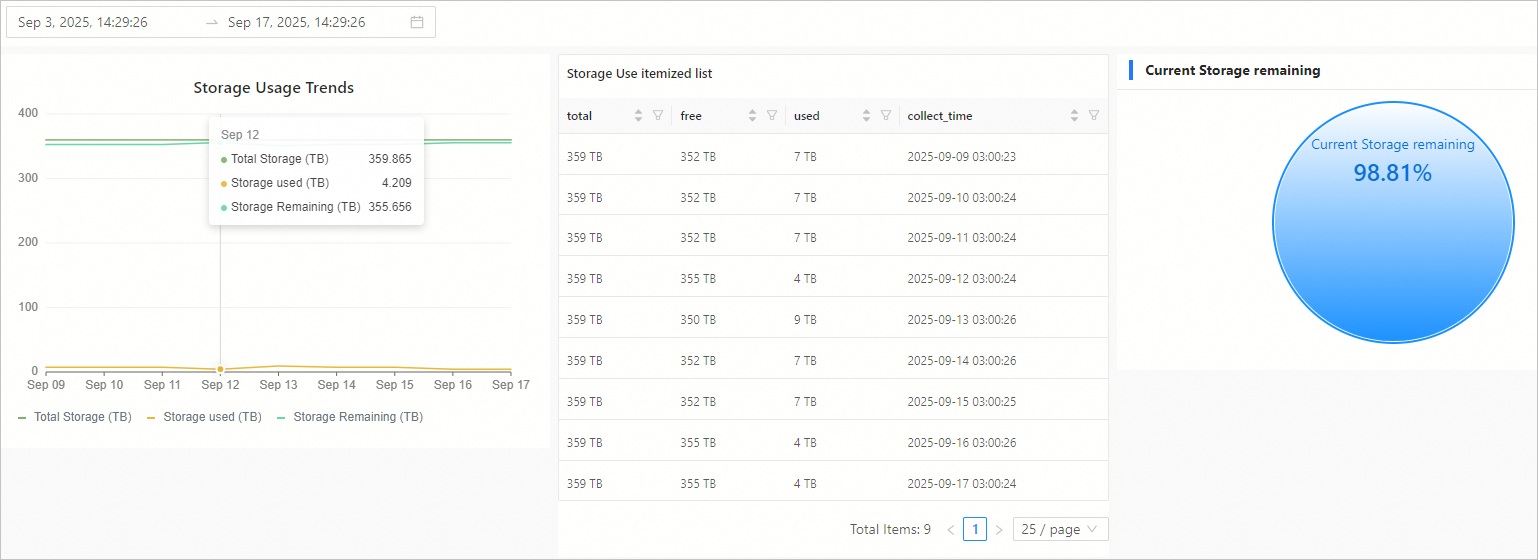 Sep 3, 2025, 14:29:26 → Sep 17, 2025, 14:29:26
Storage Usage Trends
400
300
200
100
0
Sep 12
Total Storage (TB) 359.865
Storage used (TB) 4.209
Storage Remaining (TB) 355.656
Sep 09 Sep 10 Sep 11 Sep 12 Sep 13 Sep 14 Sep 15 Sep 16 Sep 17
Total Storage (TB) Storage used (TB) Storage Remaining (TB)
Storage Use itemized list
total free used collect_time
359 TB 352 TB 7 TB 2025-09-09 03:00:23
359 TB 352 TB 7 TB 2025-09-10 03:00:24
359 TB 352 TB 7 TB 2025-09-11 03:00:24
359 TB 355 TB 4 TB 2025-09-12 03:00:24
359 TB 350 TB 9 TB 2025-09-13 03:00:26
359 TB 352 TB 7 TB 2025-09-14 03:00:26
359 TB 352 TB 7 TB 2025-09-15 03:00:25
359 TB 355 TB 4 TB 2025-09-16 03:00:26
359 TB 355 TB 4 TB 2025-09-17 03:00:24
Total Items: 9 < 1 > 25 / page
Current Storage remaining
Current Storage remaining
98.81%